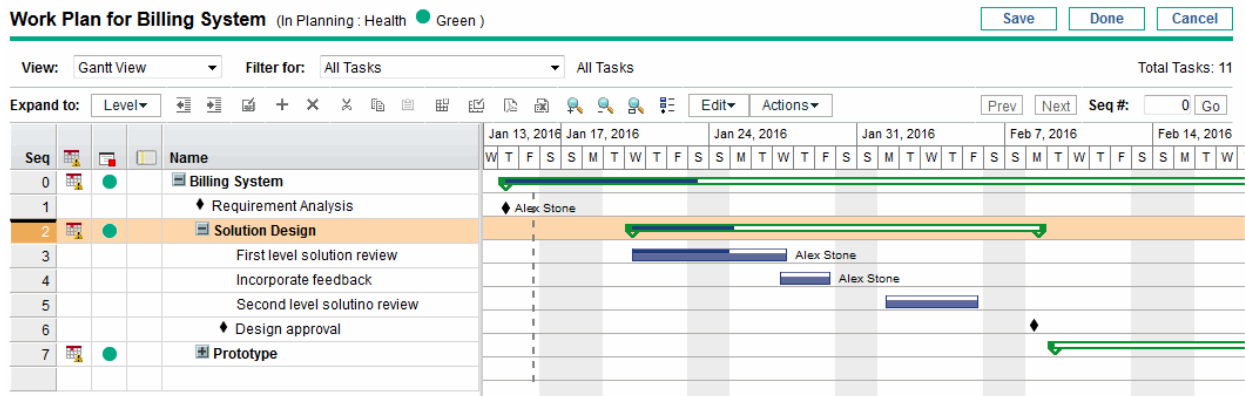 Work Plan for Billing System (In Planning : Health Green )
Save Done Cancel
View: Gantt View Filter for: All Tasks All Tasks Total Tasks: 11
Expand to: Level Edit Actions Prev Next Seq #: 0 Go
Jan 13, 2016 Jan 17, 2016 Jan 24, 2016 Jan 31, 2016 Feb 7, 2016 Feb 14, 2016
Seq Name W T F S S M T W T F S S M T W T F S S M T W T F S S M T W T F S S M T W
0 Billing System
1 Requirement Analysis Alex Stone
2 Solution Design
3 First level solution review Alex Stone
4 Incorporate feedback Alex Stone
5 Second level solutino review
6 Design approval
7 Prototype